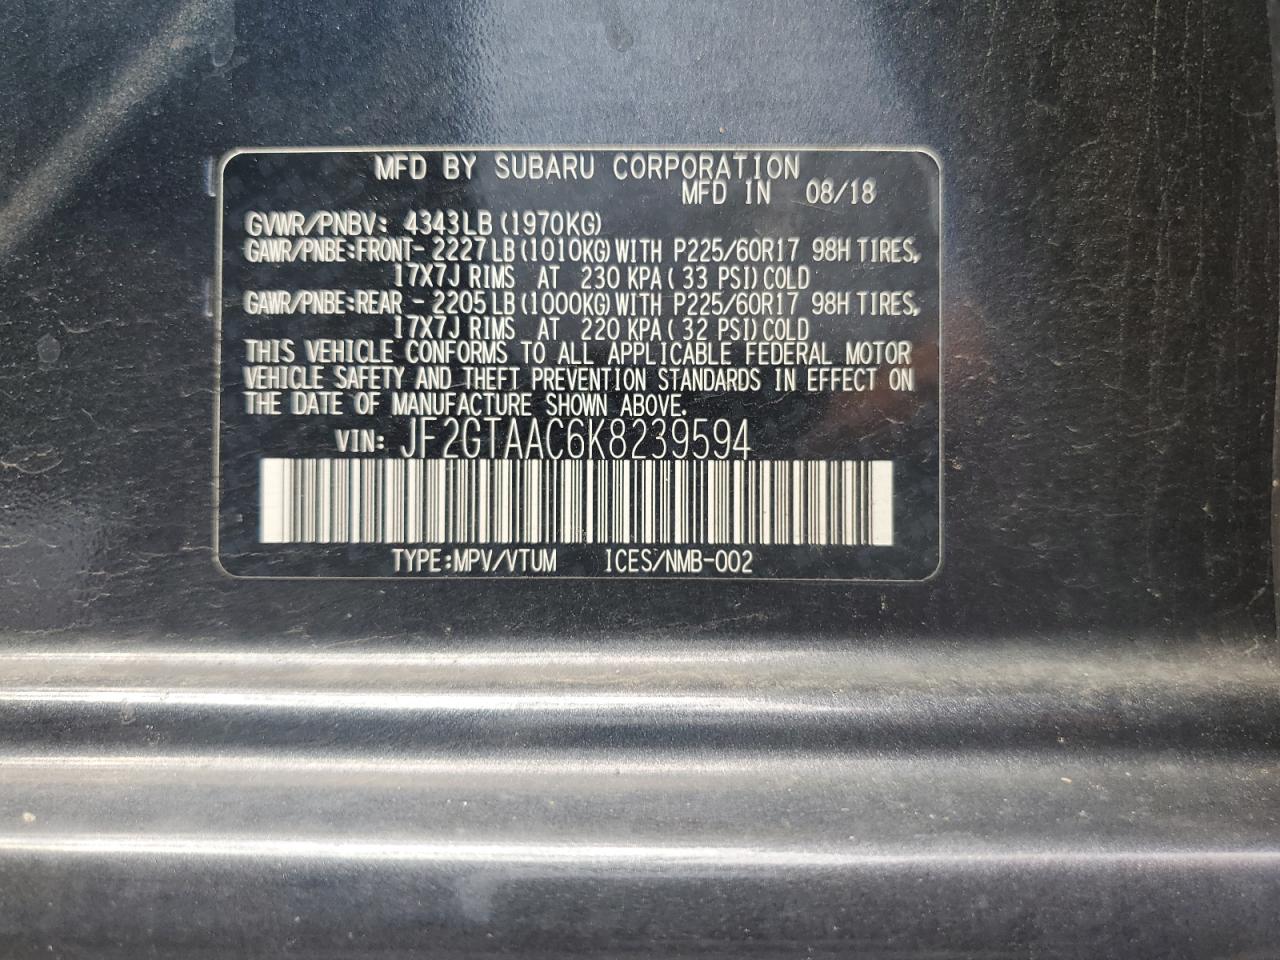 MFD BY SUBARU CORPORATION
MFD IN 08/18
GVWR/PNBV: 4343LB(1970KG)
GAWR/PNBE:FRONT- 2227LB(1010KG)WITH P225/60R17 98H TIRES,
17X7J RIMS AT 230 KPA(33 PSI)COLD
GAWR/PNBE:REAR - 2205LB(1000KG)WITH P225/60R17 98H TIRES,
17X7J RIMS AT 220 KPA(32 PSI)COLD
THIS VEHICLE CONFORMS TO ALL APPLICABLE FEDERAL MOTOR
VEHICLE SAFETY AND THEFT PREVENTION STANDARDS IN EFFECT ON
THE DATE OF MANUFACTURE SHOWN ABOVE.
VIN: JF2GTAAC6K8239594
TYPE:MPV/VTUM ICES/NMB-002